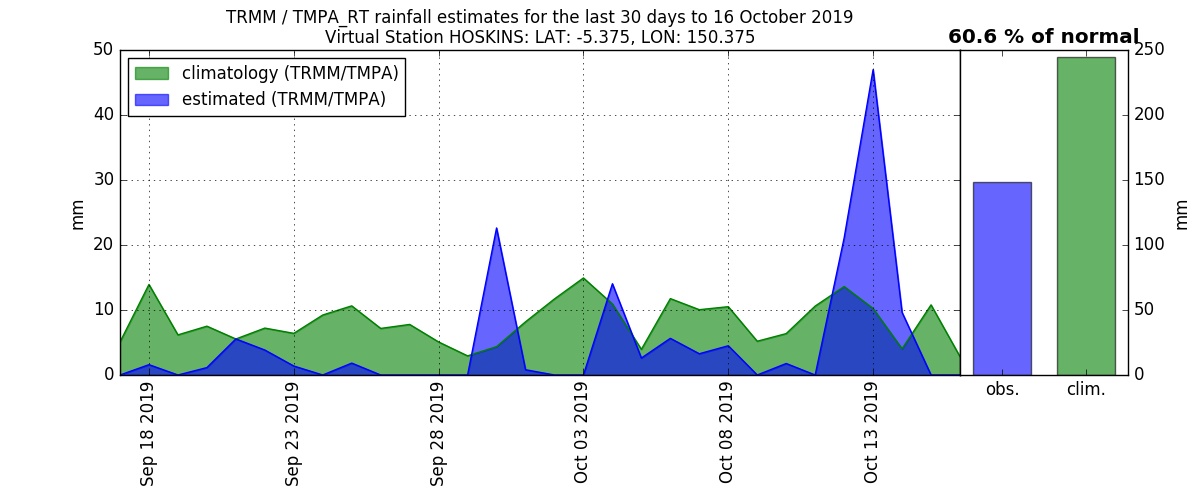 TRMM / TMPA_RT rainfall estimates for the last 30 days to 16 October 2019
Virtual Station HOSKINS: LAT: -5.375, LON: 150.375
60.6 % of normal
climatology (TRMM/TMPA)
estimated (TRMM/TMPA)
50
40
30
20
10
0
mm
Sep 18 2019
Sep 23 2019
Sep 28 2019
Oct 03 2019
Oct 08 2019
Oct 13 2019
250
200
150
100
50
0
mm
obs.
clim.